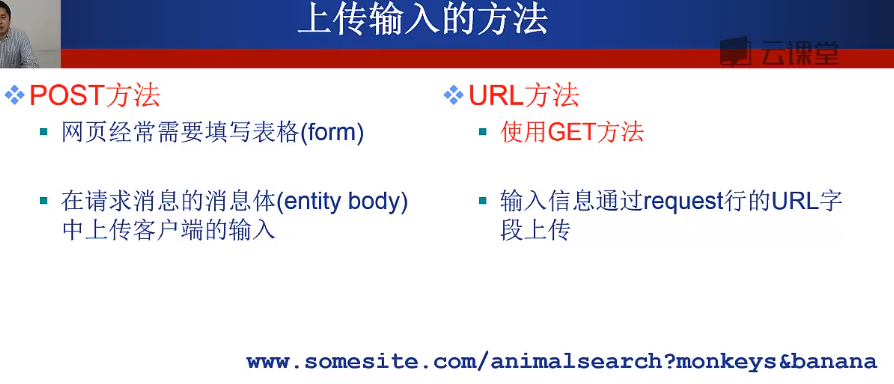 上传输入的方法
云课堂
POST方法
网页经常需要填写表格(form)
在请求消息的消息体(entity body)
中上传客户端的输入
URL方法
使用GET方法
输入信息通过request行的URL字
段上传
www.somesite.com/animalsearch?monkeys&banana